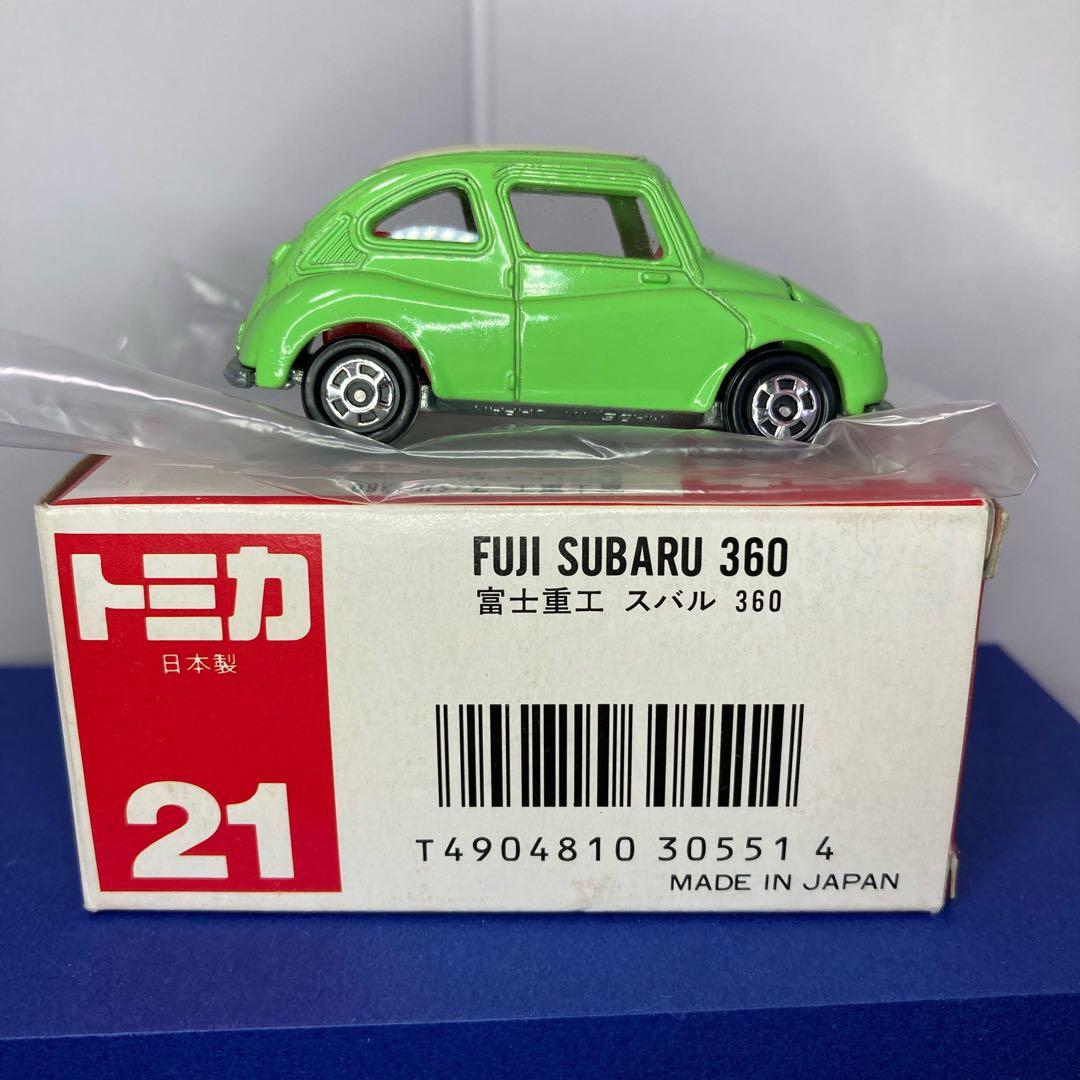 FUJI SUBARU 360
富士重工 スバル 360
トミカ
日本製
21
T4904810 30551 4
MADE IN JAPAN